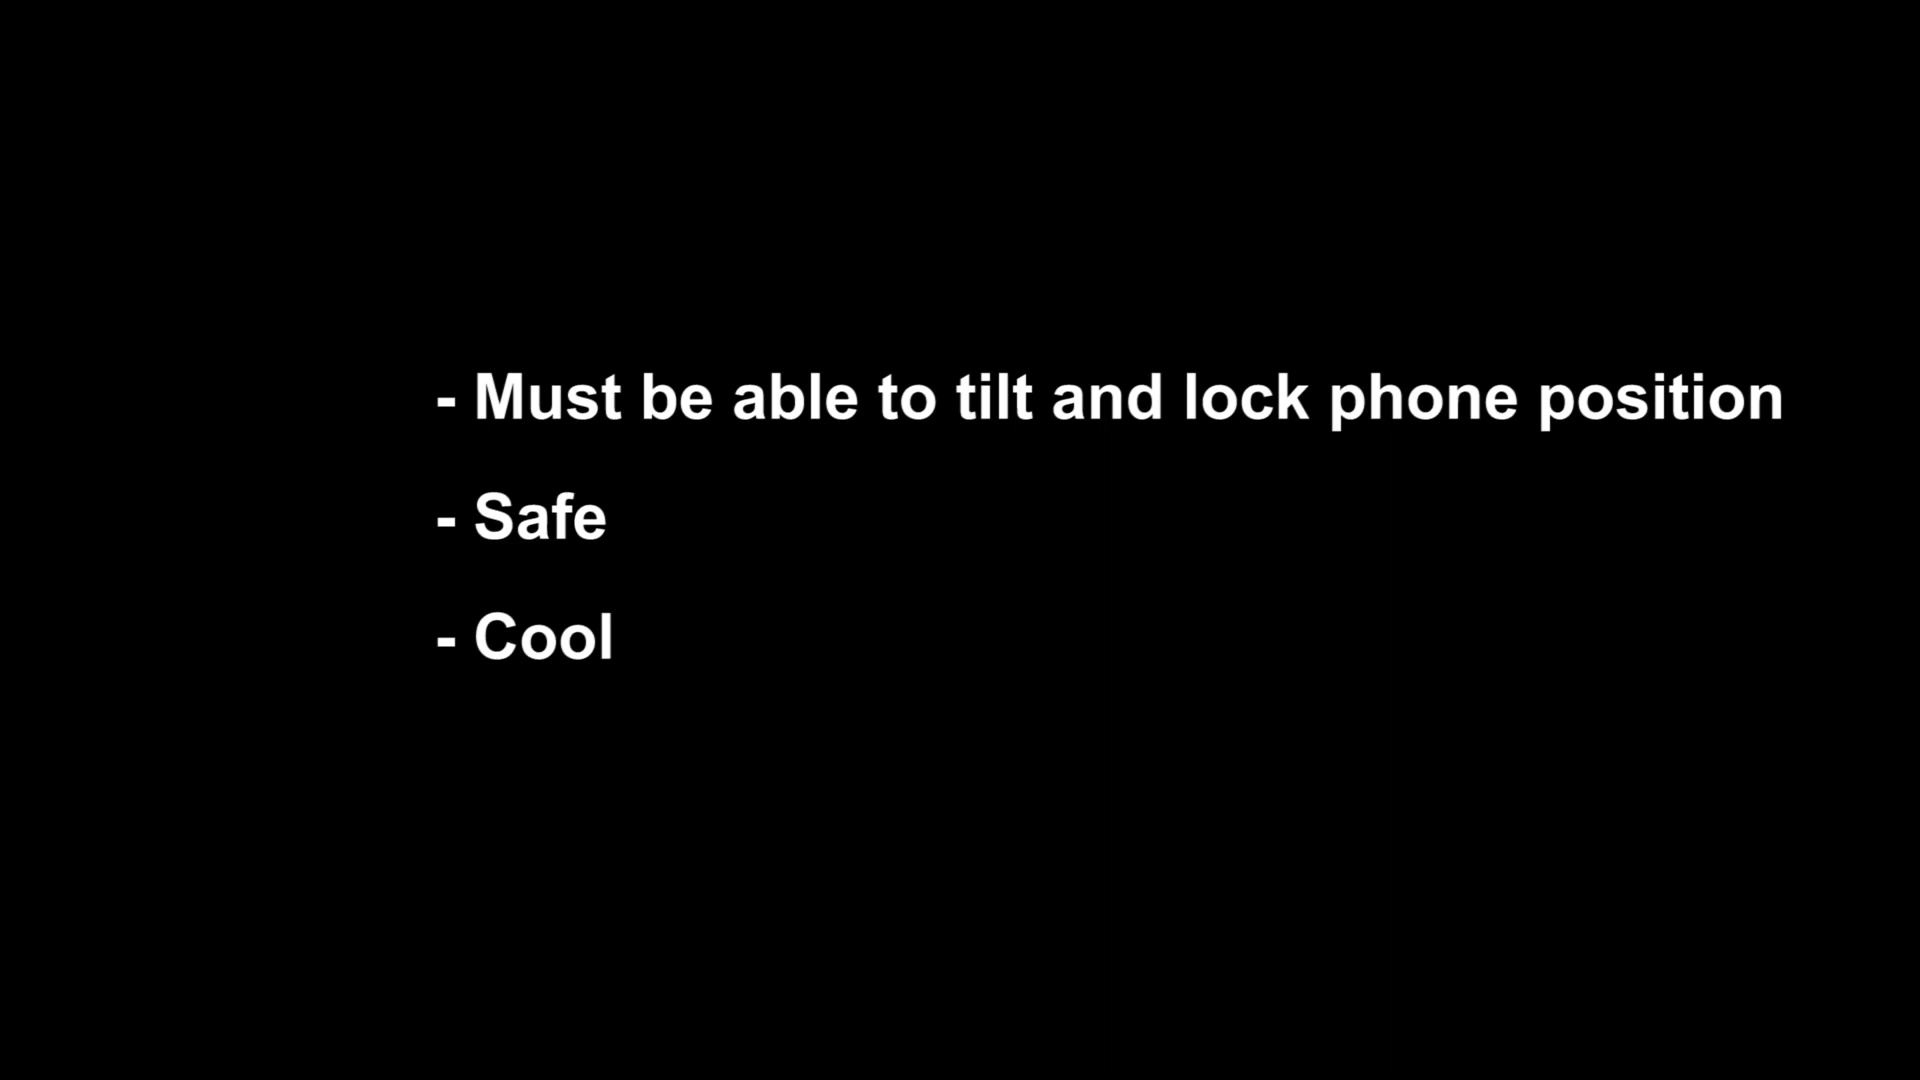 - Must be able to tilt and lock phone position
- Safe
- Cool